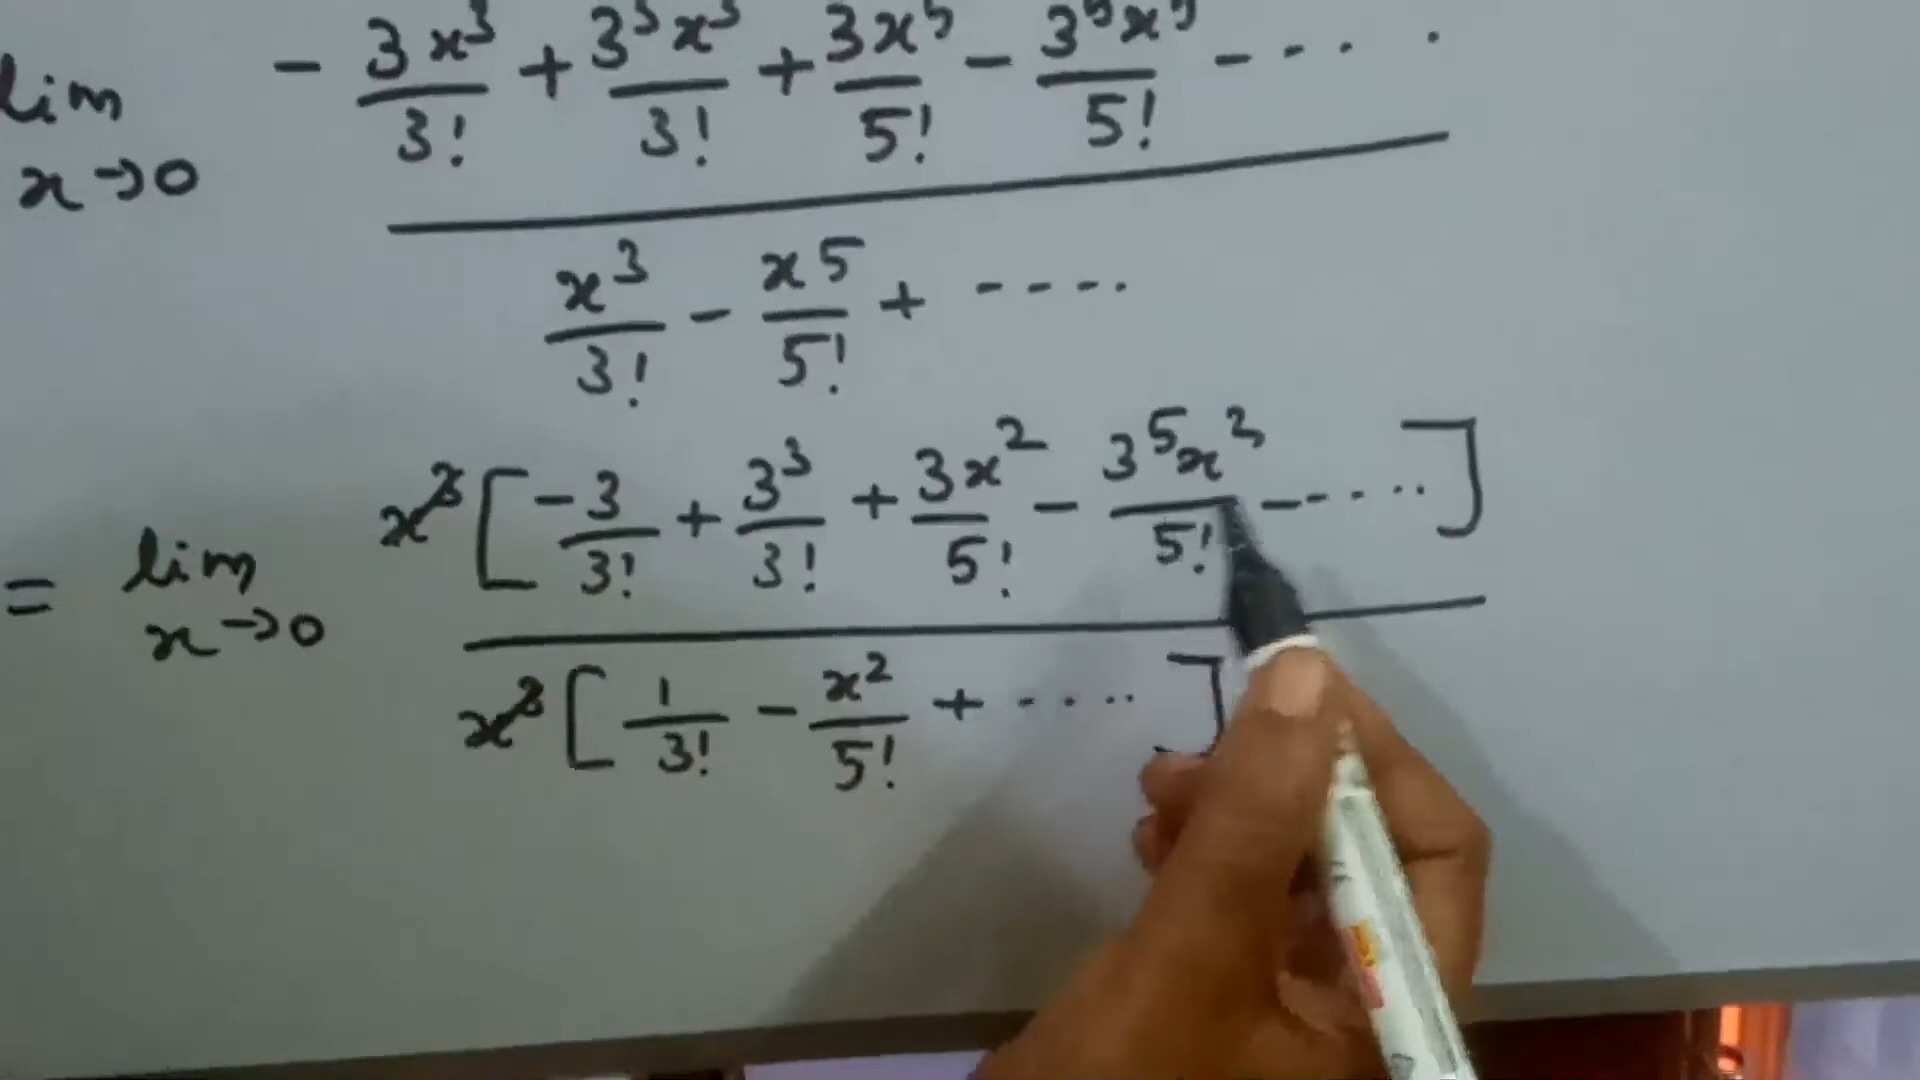 lim x→0 - 3x³/3! + 3³x³/3! + 3x⁵/5! - 3⁵x⁵/5! - - - - .
x³/3! - x⁵/5! + - - - -
= lim x→0 x³[-3/3! + 3³/3! + 3x²/5! - 3⁵x³/5! - - - - - ]
x³[1/3! - x²/5! + - - - - ]